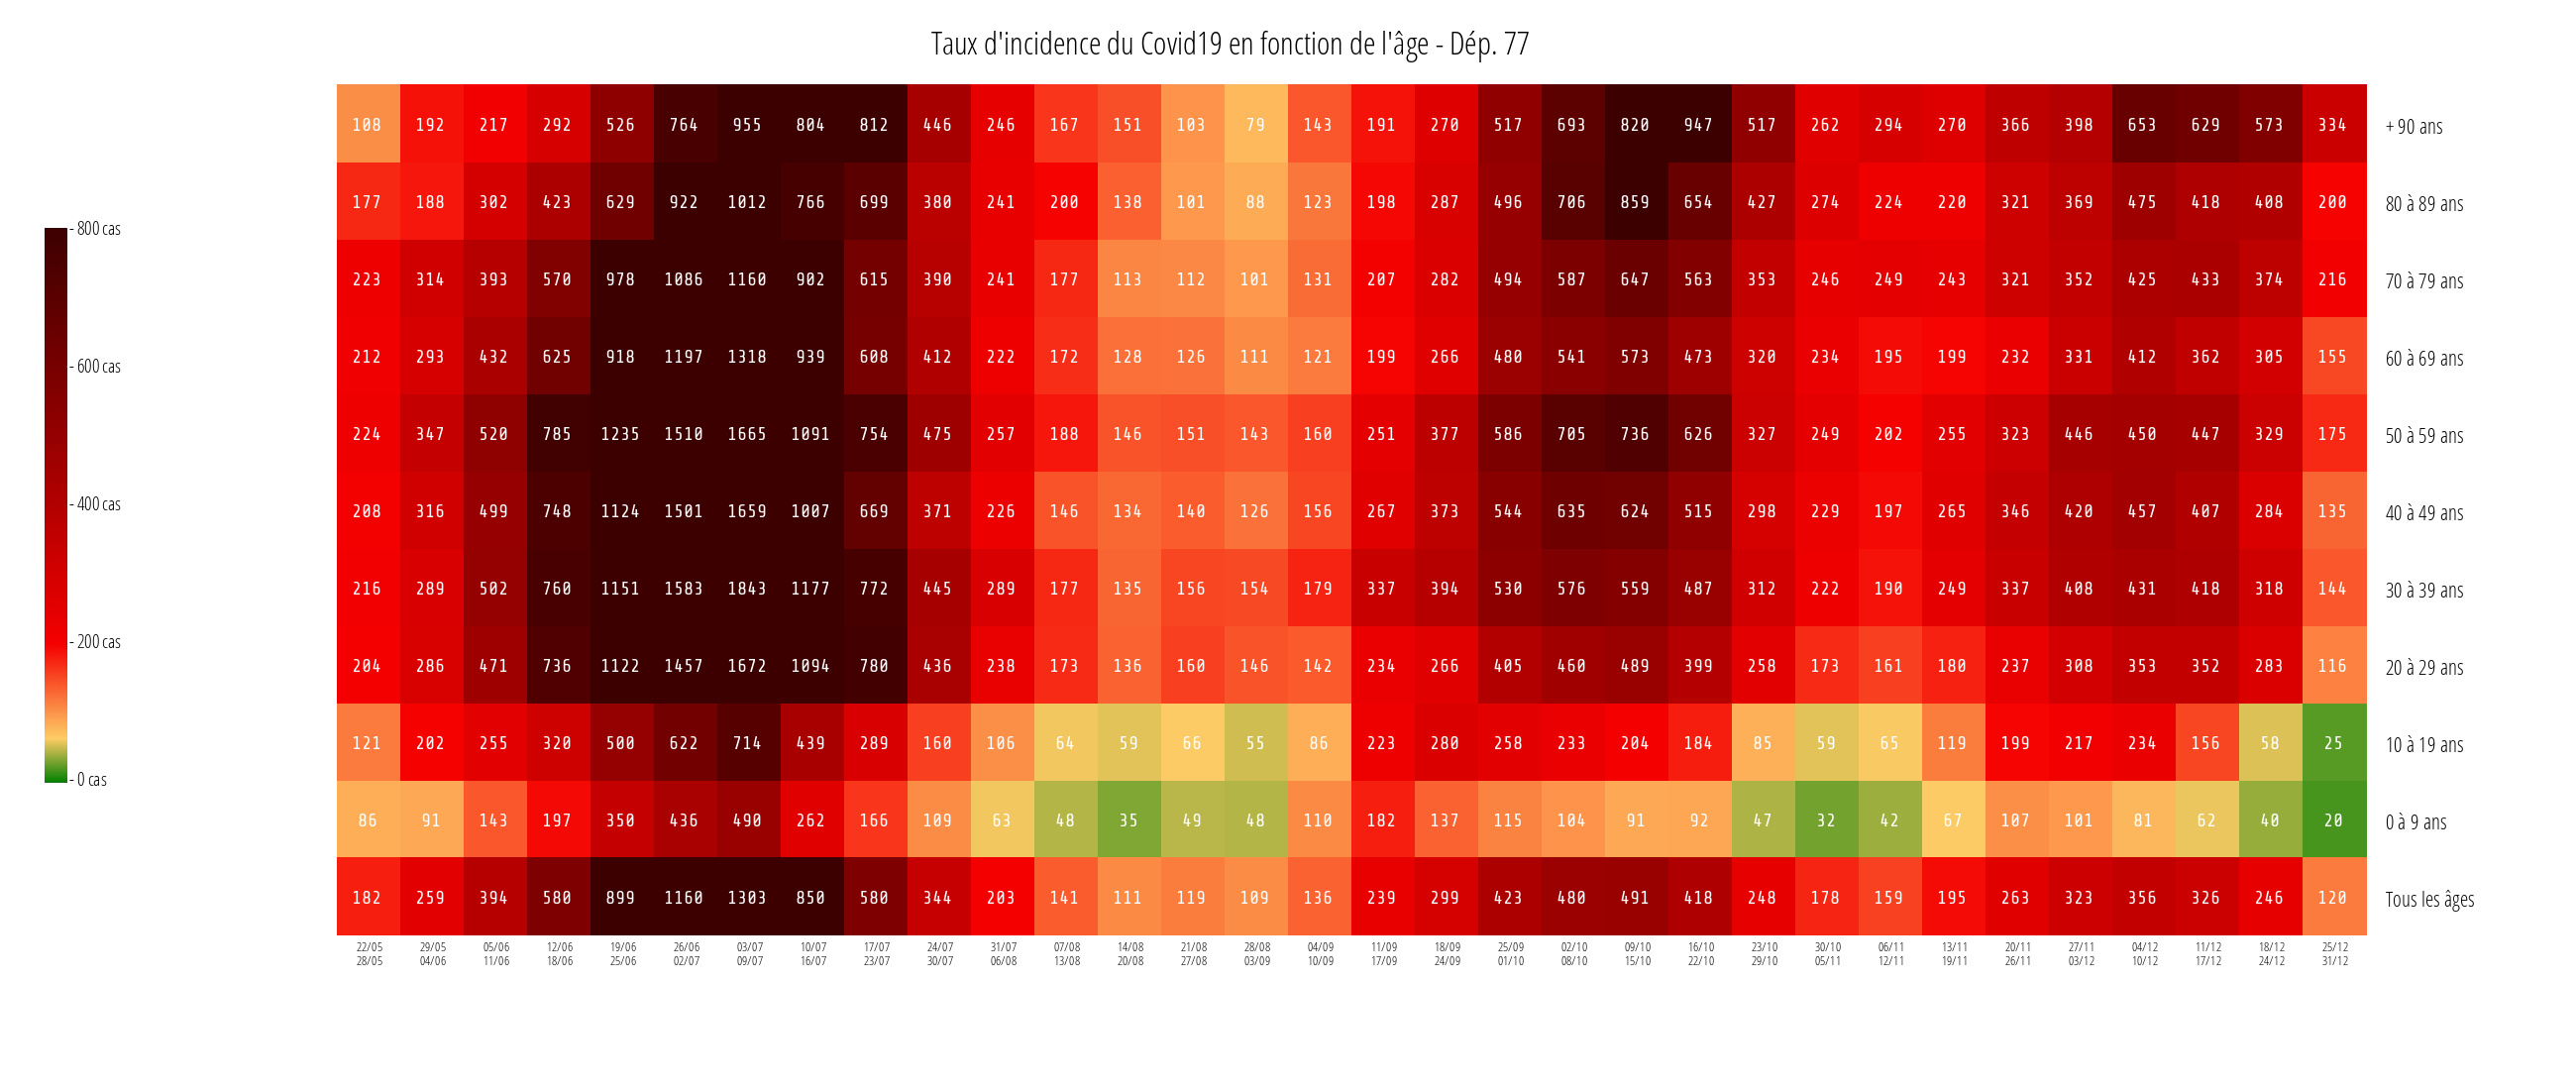 Taux d'incidence du Covid19 en fonction de l'âge - Dép. 77
- 800 cas
- 600 cas
- 400 cas
- 200 cas
- 0 cas
108 192 217 292 526 764 955 804 812 446 246 167 151 103 79 143 191 270 517 693 820 947 517 262 294 270 366 398 653 629 573 334 + 90 ans
177 188 302 423 629 922 1012 766 699 380 241 200 138 101 88 123 198 287 496 706 859 654 427 274 224 220 321 369 475 418 408 200 80 à 89 ans
223 314 393 570 978 1086 1160 902 615 390 241 177 113 112 101 131 207 282 494 587 647 563 353 246 249 243 321 352 425 433 374 216 70 à 79 ans
212 293 432 625 918 1197 1318 939 608 412 222 172 128 126 111 121 199 266 480 541 573 473 320 234 195 199 232 331 412 362 305 155 60 à 69 ans
224 347 520 785 1235 1510 1665 1091 754 475 257 188 146 151 143 160 251 377 586 705 736 626 327 249 202 255 323 446 450 447 329 175 50 à 59 ans
208 316 499 748 1124 1501 1659 1007 669 371 226 146 134 140 126 156 267 373 544 635 624 515 298 229 197 265 346 420 457 407 284 135 40 à 49 ans
216 289 502 760 1151 1583 1843 1177 772 445 289 177 135 156 154 179 337 394 530 576 559 487 312 222 190 249 337 408 431 418 318 144 30 à 39 ans
204 286 471 736 1122 1457 1672 1094 780 436 238 173 136 160 146 142 234 266 405 460 489 399 258 173 161 180 237 308 353 352 283 116 20 à 29 ans
121 202 255 320 500 622 714 439 289 160 106 64 59 66 55 86 223 280 258 233 204 184 85 59 65 119 199 217 234 156 58 25 10 à 19 ans
86 91 143 197 350 436 490 262 166 109 63 48 35 49 48 110 182 137 115 104 91 92 47 32 42 67 107 101 81 62 40 20 0 à 9 ans
182 259 394 580 899 1160 1303 850 580 344 203 141 111 119 109 136 239 299 423 480 491 418 248 178 159 195 263 323 356 326 246 120 Tous les âges
22/05 29/05 05/06 12/06 19/06 26/06 03/07 10/07 17/07 24/07 31/07 07/08 14/08 21/08 28/08 04/09 11/09 18/09 25/09 02/10 09/10 16/10 23/10 30/10 06/11 13/11 20/11 27/11 04/12 11/12 18/12 25/12
28/05 04/06 11/06 18/06 25/06 02/07 09/07 16/07 23/07 30/07 06/08 13/08 20/08 27/08 03/09 10/09 17/09 24/09 01/10 08/10 15/10 22/10 29/10 05/11 12/11 19/11 26/11 03/12 10/12 17/12 24/12 31/12